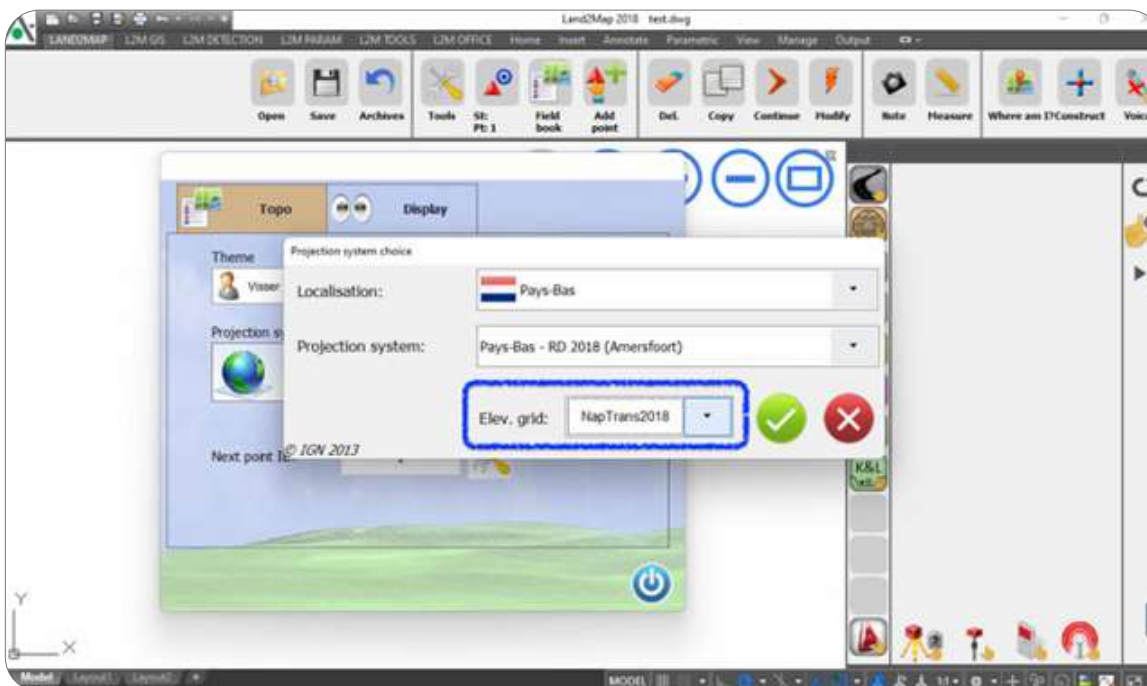 Land2Map 2018 test.dwg
LAND2MAP L2M GIS L2M DETECTION L2M PARAM L2M TOOLS L2M OFFICE Home Insert Annotate Parametric View Manage Output
Open Save Archives Tools St: Field Add Del. Copy Continue Modify Note Measure Where am I? Construct Voice
Pt: 1 book point
Topo Display
Theme
Visser
Projection system choice
Localisation: Pays-Bas
Projection sy
Projection system: Pays-Bas - RD 2018 (Amersfoort)
Elev. grid: NapTrans2018
© IGN 2013
Next point
K&L
Y
X
Model Layout1 Layout2 +
MODEL 1:1